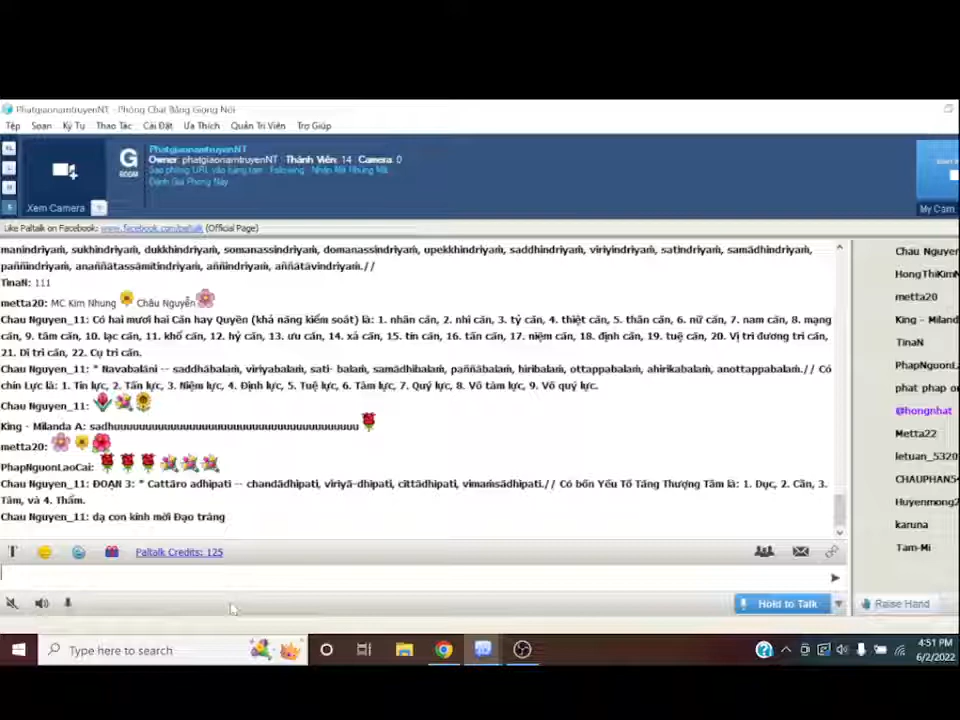 PhatgiaonamtruyenNT - Phòng Chat Bằng Giọng Nói
Tệp Soạn Ký Tự Thao Tác Cài Đặt Ưa Thích Quản Trị Viên Trợ Giúp
PhatgiaonamtruyenNT
Owner: phatgiaonamtruyenNT Thành Viên: 14 Camera: 0
G
ROOM
Xem Camera
My Cam
Like Paltalk on Facebook: www.facebook.com/paltalk (Official Page)
manindriyaṁ, sukhindriyaṁ, dukkhindriyaṁ, somanassindriyaṁ, domanassindriyaṁ, upekkhindriyaṁ, saddhindriyaṁ, viriyindriyaṁ, satindriyaṁ, samādhindriyaṁ,
paññindriyaṁ, anaññātassāmītindriyaṁ, aññindriyaṁ, aññātāvindriyaṁ.//
TinaN: 111
metta20: MC Kim Nhung Châu Nguyễn
Chau Nguyen_11: Có hai mươi hai Căn hay Quyền (khả năng kiểm soát) là: 1. nhãn căn, 2. nhĩ căn, 3. tỷ căn, 4. thiệt căn, 5. thân căn, 6. nữ căn, 7. nam căn, 8. mạng
căn, 9. tâm căn, 10. lạc căn, 11. khổ căn, 12. hỷ căn, 13. ưu căn, 14. xả căn, 15. tín căn, 16. tấn căn, 17. niệm căn, 18. định căn, 19. tuệ căn, 20. Vị tri đương tri căn,
21. Dĩ tri căn, 22. Cụ tri căn.
Chau Nguyen_11: * Navabalāni -- saddhābalaṁ, viriyabalaṁ, sati- balaṁ, samādhibalaṁ, paññābalaṁ, hiribalaṁ, ottappabalaṁ, ahirikabalaṁ, anottappabalaṁ.// Có
chín Lực là: 1. Tín lực, 2. Tấn lực, 3. Niệm lực, 4. Định lực, 5. Tuệ lực, 6. Tàm lực, 7. Quý lực, 8. Vô tàm lực, 9. Vô quý lực.
Chau Nguyen_11:
King - Milanda A: sadhuuuuuuuuuuuuuuuuuuuuuuuuuuuuuuuuuuuuuuu
metta20:
PhapNguonLaoCai:
Chau Nguyen_11: ĐOẠN 3: * Cattāro adhipati -- chandādhipati, viriyā-dhipati, cittādhipati, vimaṁsādhipati.// Có bốn Yếu Tố Tăng Thượng Tâm là: 1. Dục, 2. Cần, 3.
Tâm, và 4. Thẩm.
Chau Nguyen_11: dạ con kính mời Đạo tràng
Chau Nguyen
HongThiKimN
metta20
King - Milanda
TinaN
PhapNguonLa
phat phap
@hongnhat
Metta22
letuan_5320
CHAUPHAN54
Huyenmong2
karuna
Tam-Mi
T Paltalk Credits: 125
Hold to Talk
Raise Hand
Type here to search
4:51 PM
6/2/2022